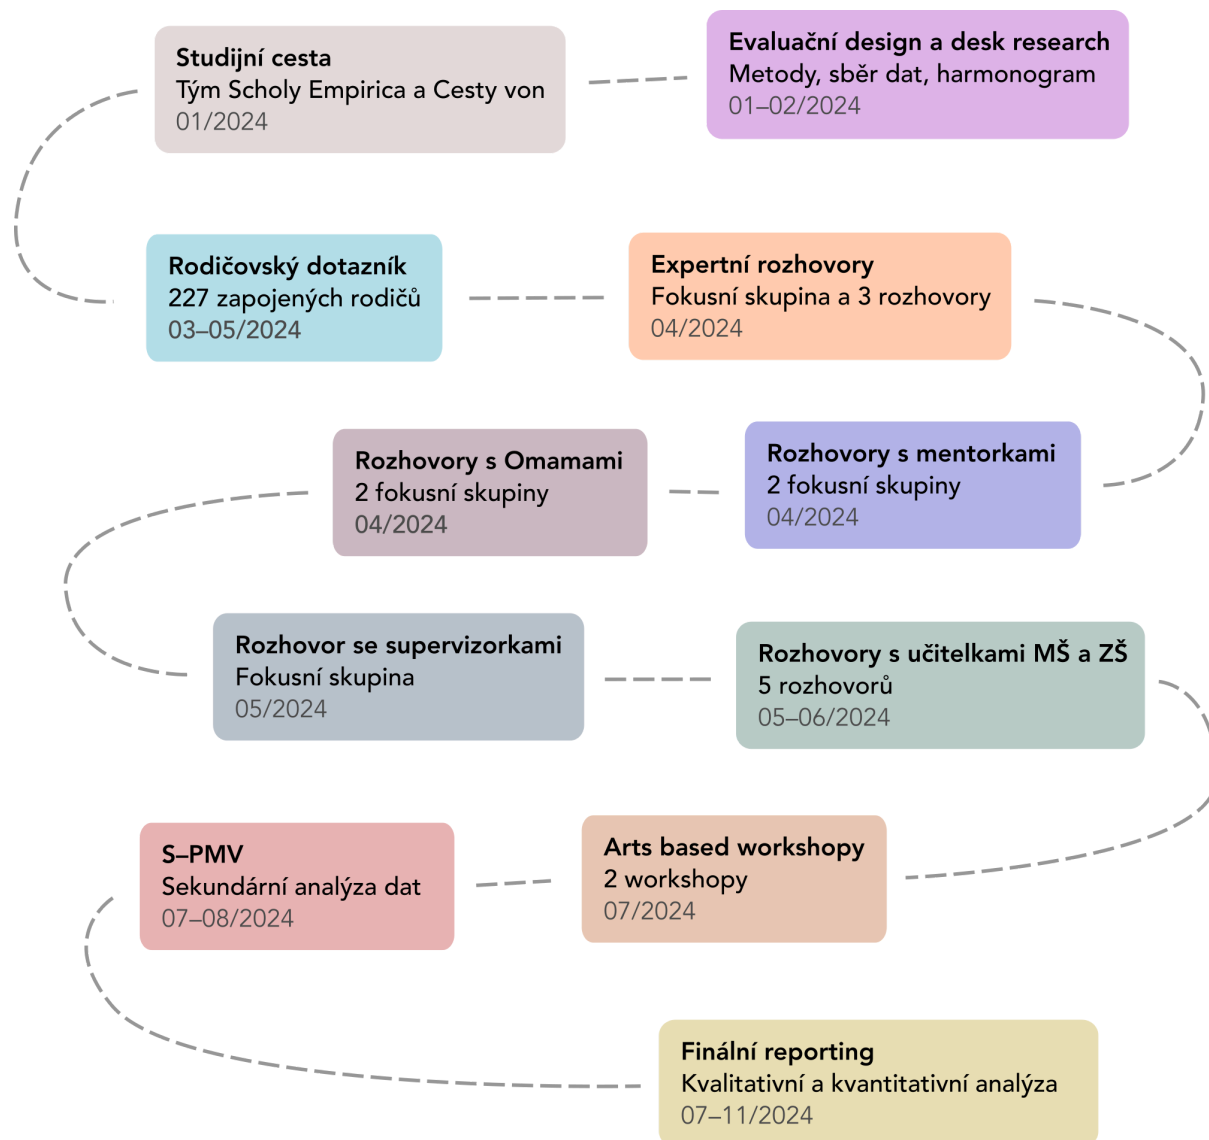 Studijní cesta
Tým Scholy Empirica a Cesty von
01/2024
Evaluační design a desk research
Metody, sběr dat, harmonogram
01–02/2024
Rodičovský dotazník
227 zapojených rodičů
03–05/2024
Expertní rozhovory
Fokusní skupina a 3 rozhovory
04/2024
Rozhovory s Omamami
2 fokusní skupiny
04/2024
Rozhovory s mentorkami
2 fokusní skupiny
04/2024
Rozhovor se supervizorkami
Fokusní skupina
05/2024
Rozhovory s učitelkami MŠ a ZŠ
5 rozhovorů
05–06/2024
S–PMV
Sekundární analýza dat
07–08/2024
Arts based workshopy
2 workshopy
07/2024
Finální reporting
Kvalitativní a kvantitativní analýza
07–11/2024